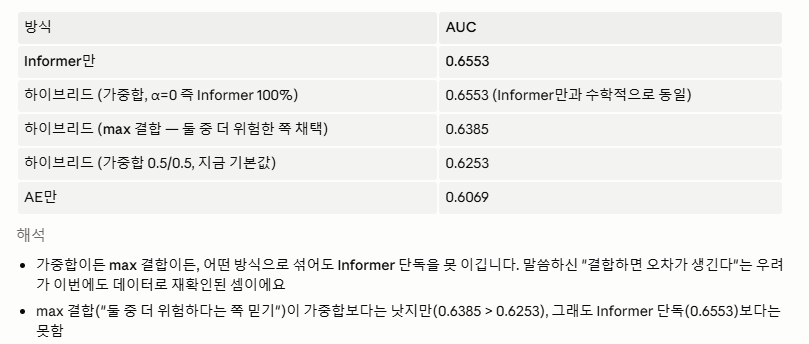 방식 AUC
Informer만 0.6553
하이브리드 (가중합, α=0 즉 Informer 100%) 0.6553 (Informer만과 수학적으로 동일)
하이브리드 (max 결합 — 둘 중 더 위험한 쪽 채택) 0.6385
하이브리드 (가중합 0.5/0.5, 지금 기본값) 0.6253
AE만 0.6069
해석
• 가중합이든 max 결합이든, 어떤 방식으로 섞어도 Informer 단독을 못 이깁니다. 말씀하신 "결합하면 오차가 생긴다"는 우려
가 이번에도 데이터로 재확인된 셈이에요
• max 결합("둘 중 더 위험하다는 쪽 믿기")이 가중합보다는 낫지만(0.6385 > 0.6253), 그래도 Informer 단독(0.6553)보다는
못함